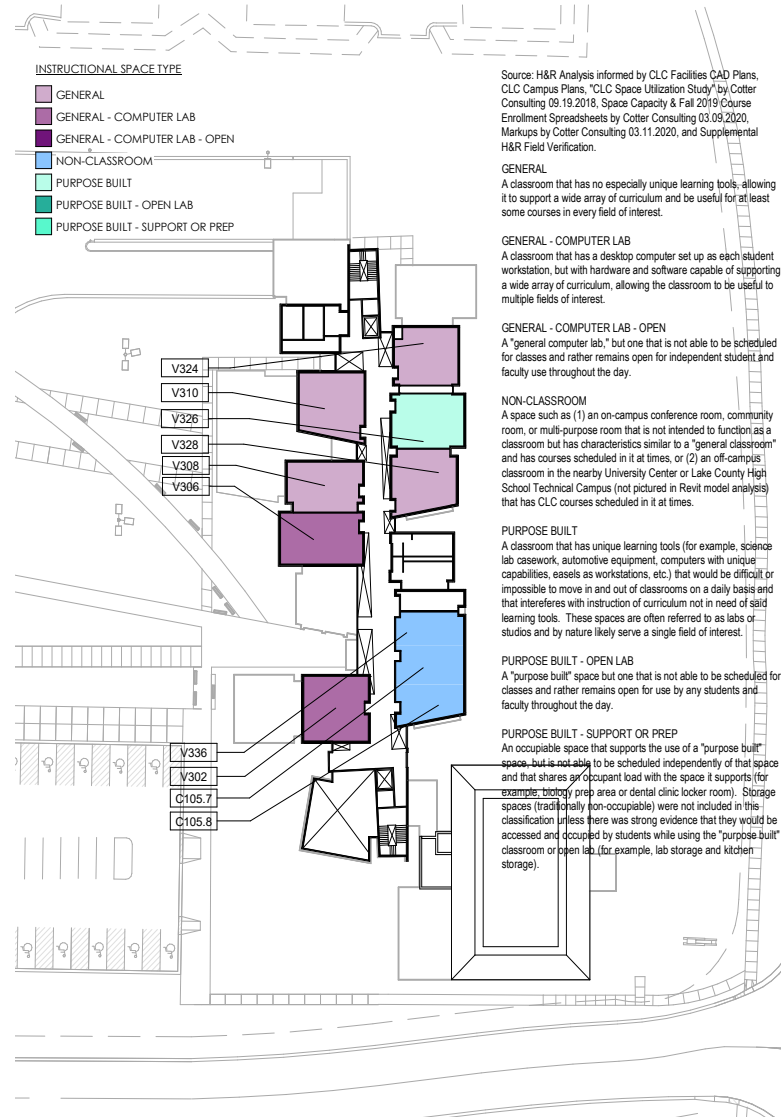 INSTRUCTIONAL SPACE TYPE
GENERAL
GENERAL - COMPUTER LAB
GENERAL - COMPUTER LAB - OPEN
NON-CLASSROOM
PURPOSE BUILT
PURPOSE BUILT - OPEN LAB
PURPOSE BUILT - SUPPORT OR PREP
V324
V310
V326
V328
V308
V306
V336
V302
C105.7
C105.8
Source: H&R Analysis informed by CLC Facilities CAD Plans,
CLC Campus Plans, "CLC Space Utilization Study" by Cotter
Consulting 09.19.2018, Space Capacity & Fall 2019 Course
Enrollment Spreadsheets by Cotter Consulting 03.09.2020,
Markups by Cotter Consulting 03.11.2020, and Supplemental
H&R Field Verification.
GENERAL
A classroom that has no especially unique learning tools, allowing
it to support a wide array of curriculum and be useful for at least
some courses in every field of interest.
GENERAL - COMPUTER LAB
A classroom that has a desktop computer set up as each student
workstation, but with hardware and software capable of supporting
a wide array of curriculum, allowing the classroom to be useful to
multiple fields of interest.
GENERAL - COMPUTER LAB - OPEN
A "general computer lab," but one that is not able to be scheduled
for classes and rather remains open for independent student and
faculty use throughout the day.
NON-CLASSROOM
A space such as (1) an on-campus conference room, community
room, or multi-purpose room that is not intended to function as a
classroom but has characteristics similar to a "general classroom"
and has courses scheduled in it at times, or (2) an off-campus
classroom in the nearby University Center or Lake County High
School Technical Campus (not pictured in Revit model analysis)
that has CLC courses scheduled in it at times.
PURPOSE BUILT
A classroom that has unique learning tools (for example, science
lab casework, automotive equipment, computers with unique
capabilities, easels as workstations, etc.) that would be difficult or
impossible to move in and out of classrooms on a daily basis and
that intereferes with instruction of curriculum not in need of said
learning tools. These spaces are often referred to as labs or
studios and by nature likely serve a single field of interest.
PURPOSE BUILT - OPEN LAB
A "purpose built" space but one that is not able to be scheduled for
classes and rather remains open for use by any students and
faculty throughout the day.
PURPOSE BUILT - SUPPORT OR PREP
An occupiable space that supports the use of a "purpose built"
space, but is not able to be scheduled independently of that space
and that shares an occupant load with the space it supports (for
example, biology prep area or dental clinic locker room). Storage
spaces (traditionally non-occupiable) were not included in this
classification unless there was strong evidence that they would be
accessed and occupied by students while using the "purpose built"
classroom or open lab (for example, lab storage and kitchen
storage).